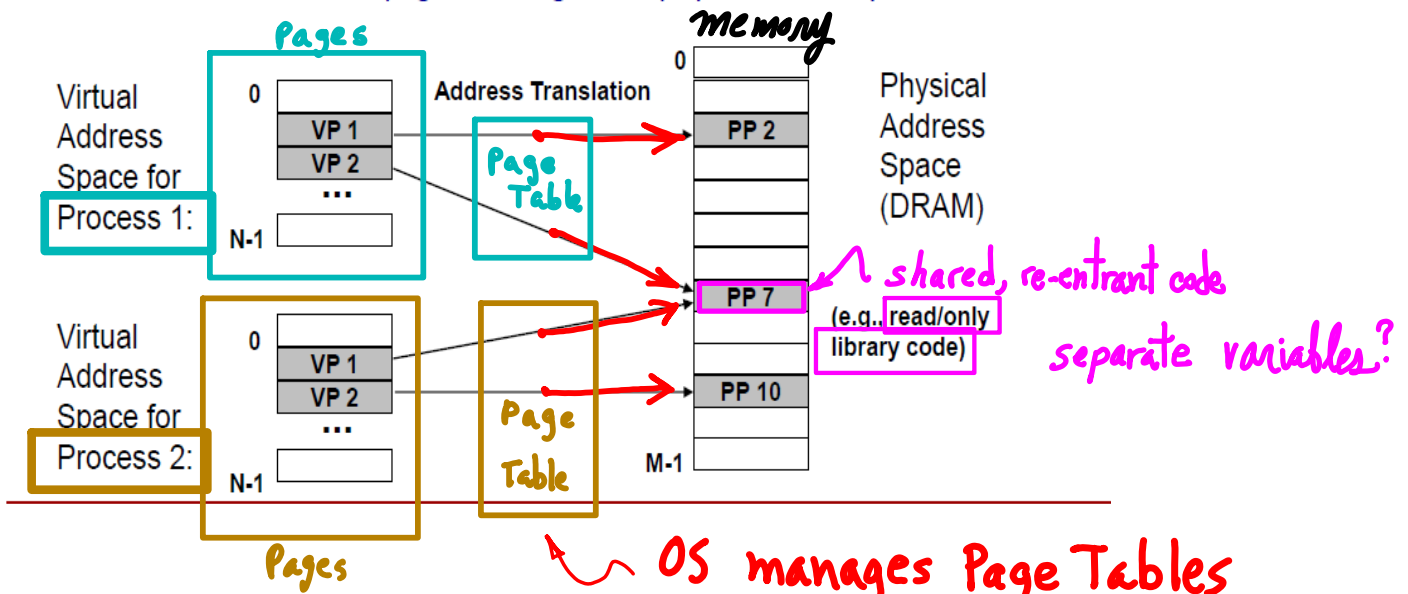 memory
Pages
0
Virtual
Address
Space for
Process 1:
0
VP 1
VP 2
...
N-1
Address Translation
Page
Table
PP 2
PP 7
PP 10
M-1
Physical
Address
Space
(DRAM)
shared, re-entrant code
(e.g., read/only
library code)
separate variables?
Virtual
Address
Space for
Process 2:
0
VP 1
VP 2
...
N-1
Page
Table
Pages
OS manages Page Tables